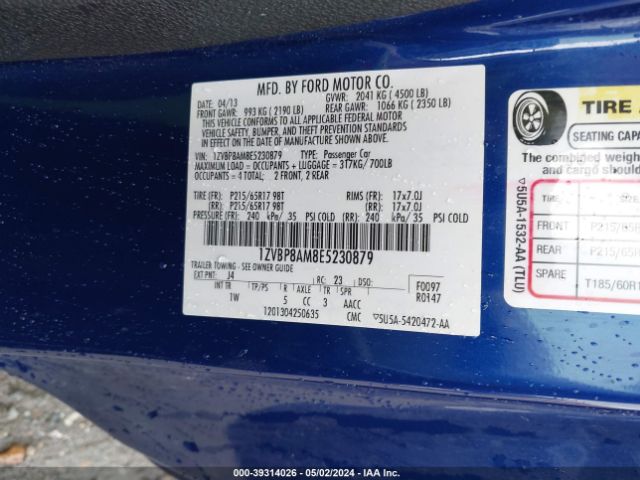 MFD. BY FORD MOTOR CO.
DATE: 04/13
GVWR: 2041 KG ( 4500 LB)
FRONT GAWR: 993 KG ( 2190 LB)
REAR GAWR: 1066 KG ( 2350 LB)
THIS VEHICLE CONFORMS TO ALL APPLICABLE FEDERAL MOTOR
VEHICLE SAFETY, BUMPER, AND THEFT PREVENTION STANDARDS
IN EFFECT ON THE DATE OF MANUFACTURE SHOWN ABOVE.
VIN: 1ZVBP8AM8E5230879 TYPE: Passenger Car
MAXIMUM LOAD = OCCUPANTS + LUGGAGE = 317KG/ 700LB
OCCUPANTS = 4 TOTAL: 2 FRONT, 2 REAR
TIRE (FR): P215/65R17 98T RIMS (FR): 17x7.0J
(RR): P215/65R17 98T (RR): 17x7.0J
PRESSURE (FR): 240 kPa/ 35 PSI COLD (RR): 240 kPa/ 35 PSI COLD
1ZVBP8AM8E5230879
TRAILER TOWING - SEE OWNER GUIDE
EXT PNT: J4 RC: 23 DSO: F0097
INT TR TP/PS R AXLE TR SPR R0147
1W 5 CC 3 AACC
1201304250635 CMC ▽5U5A-5420472-AA
TIRE
SEATING CAPA
The combined weigh
and cargo should
TIRE
FRONT P215/65R
REAR P215/65R
SPARE T185/60R1
▽5U5A-1532-AA (TLU)
000-39314026 - 05/02/2024 - IAA Inc.